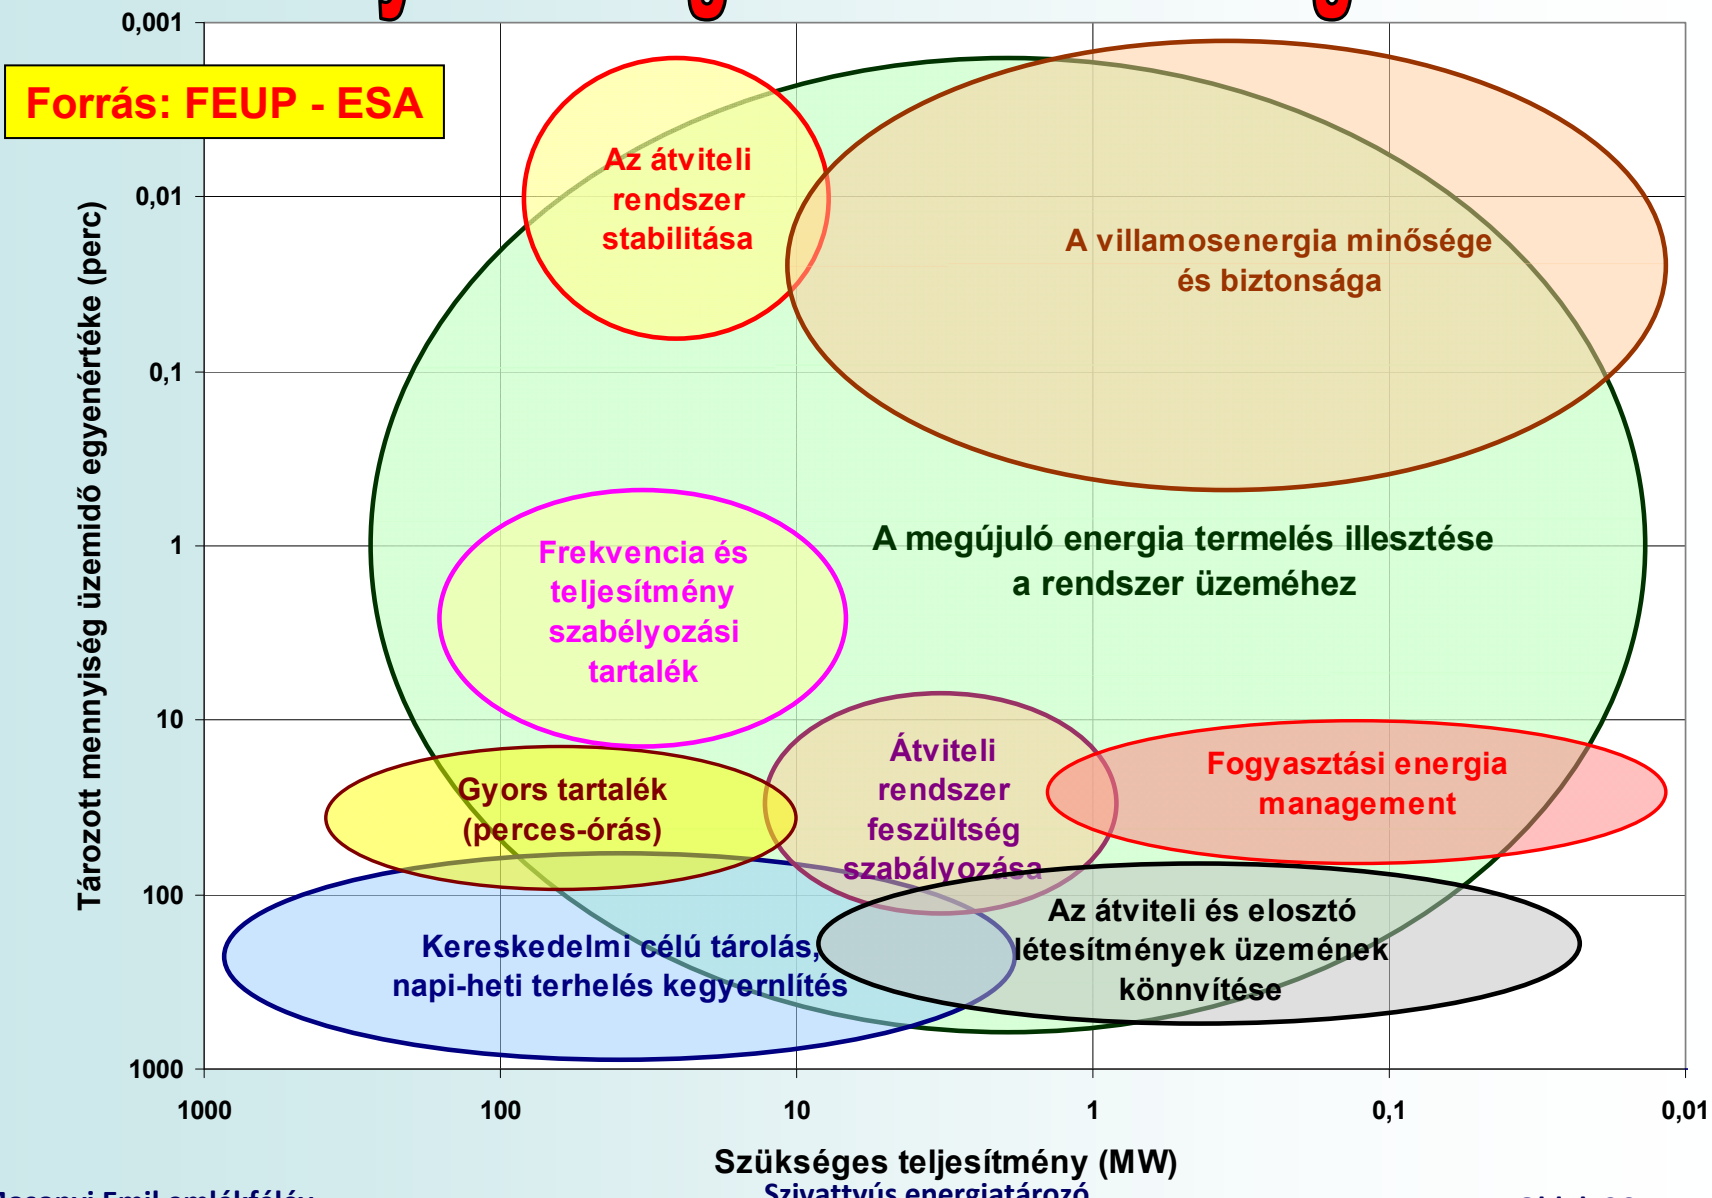 0,001
Forrás: FEUP - ESA
0,01
0,1
1
10
100
1000
Tározott mennyiség üzemidő egyenértéke (perc)
Az átviteli
rendszer
stabilitása
A villamosenergia minősége
és biztonsága
Frekvencia és
teljesítmény
szabélyozási
tartalék
A megújuló energia termelés illesztése
a rendszer üzeméhez
Gyors tartalék
(perces-órás)
Átviteli
rendszer
feszültség
szabályozása
Fogyasztási energia
management
Kereskedelmi célú tárolás,
napi-heti terhelés kegyernlítés
Az átviteli és elosztó
létesítmények üzemének
könnvítése
1000
100
10
1
0,1
0,01
Szükséges teljesítmény (MW)
Emil emlékfélév
Szivattyús energiatározó